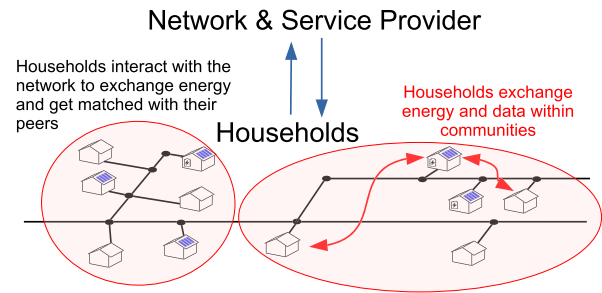 Network & Service Provider
Households interact with the
network to exchange energy
and get matched with their
peers
Households exchange
energy and data within
communities
Households